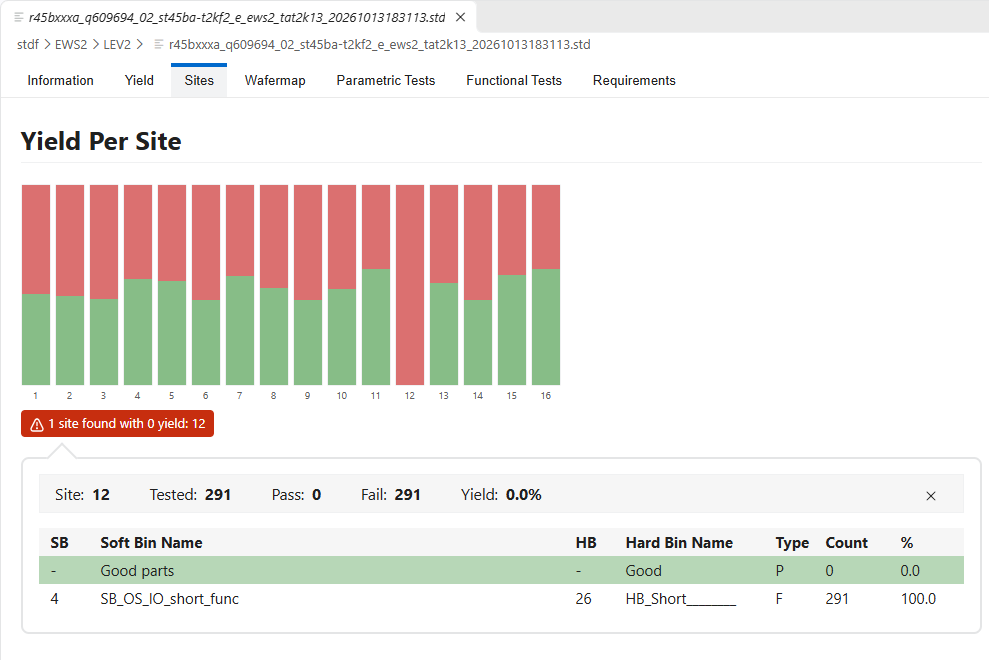 r45bxxxa_q609694_02_st45ba-t2kf2_e_ews2_tat2k13_20261013183113.std
stdf > EWS2 > LEV2 > r45bxxxa_q609694_02_st45ba-t2kf2_e_ews2_tat2k13_20261013183113.std
Information Yield Sites Wafermap Parametric Tests Functional Tests Requirements
Yield Per Site
1 2 3 4 5 6 7 8 9 10 11 12 13 14 15 16
1 site found with 0 yield: 12
Site: 12 Tested: 291 Pass: 0 Fail: 291 Yield: 0.0%
SB Soft Bin Name HB Hard Bin Name Type Count %
- Good parts - Good P 0 0.0
4 SB_OS_IO_short_func 26 HB_Short________ F 291 100.0